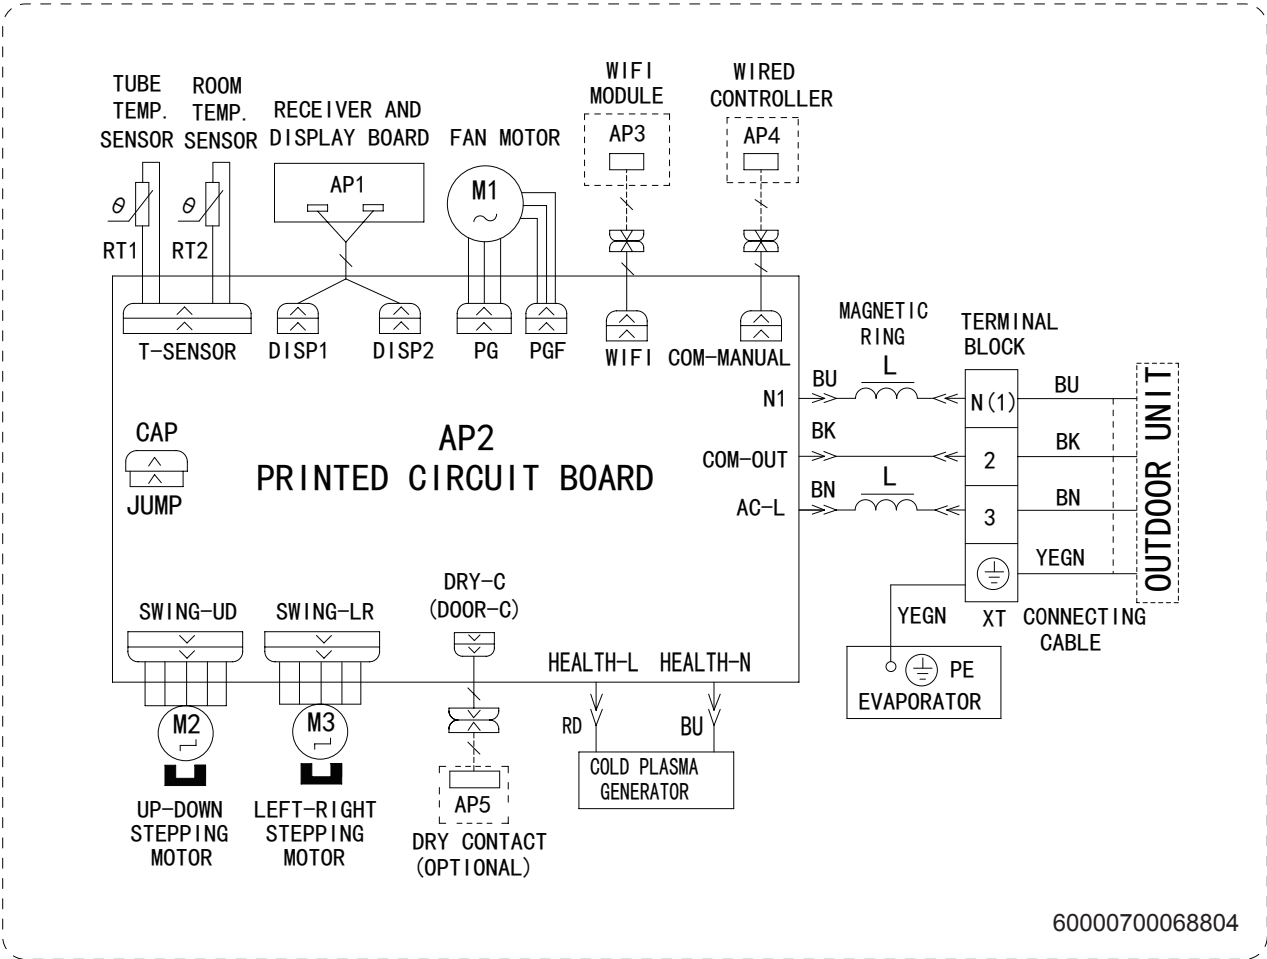 TUBE
TEMP.
SENSOR
ROOM
TEMP.
SENSOR
RECEIVER AND
DISPLAY BOARD
FAN MOTOR
WIFI
MODULE
WIRED
CONTROLLER
AP1
M1
AP3
AP4
θ
RT1
θ
RT2
T-SENSOR
DISP1
DISP2
PG
PGF
WIFI
COM-MANUAL
MAGNETIC
RING
TERMINAL
BLOCK
N1
BU
L
N(1)
BU
COM-OUT
BK
2
BK
AC-L
BN
L
3
BN
YEGN
OUTDOOR UNIT
CAP
JUMP
AP2
PRINTED CIRCUIT BOARD
YEGN
XT
CONNECTING
CABLE
PE
EVAPORATOR
SWING-UD
SWING-LR
DRY-C
(DOOR-C)
HEALTH-L
HEALTH-N
M2
M3
RD
BU
COLD PLASMA
GENERATOR
AP5
UP-DOWN
STEPPING
MOTOR
LEFT-RIGHT
STEPPING
MOTOR
DRY CONTACT
(OPTIONAL)
60000700068804